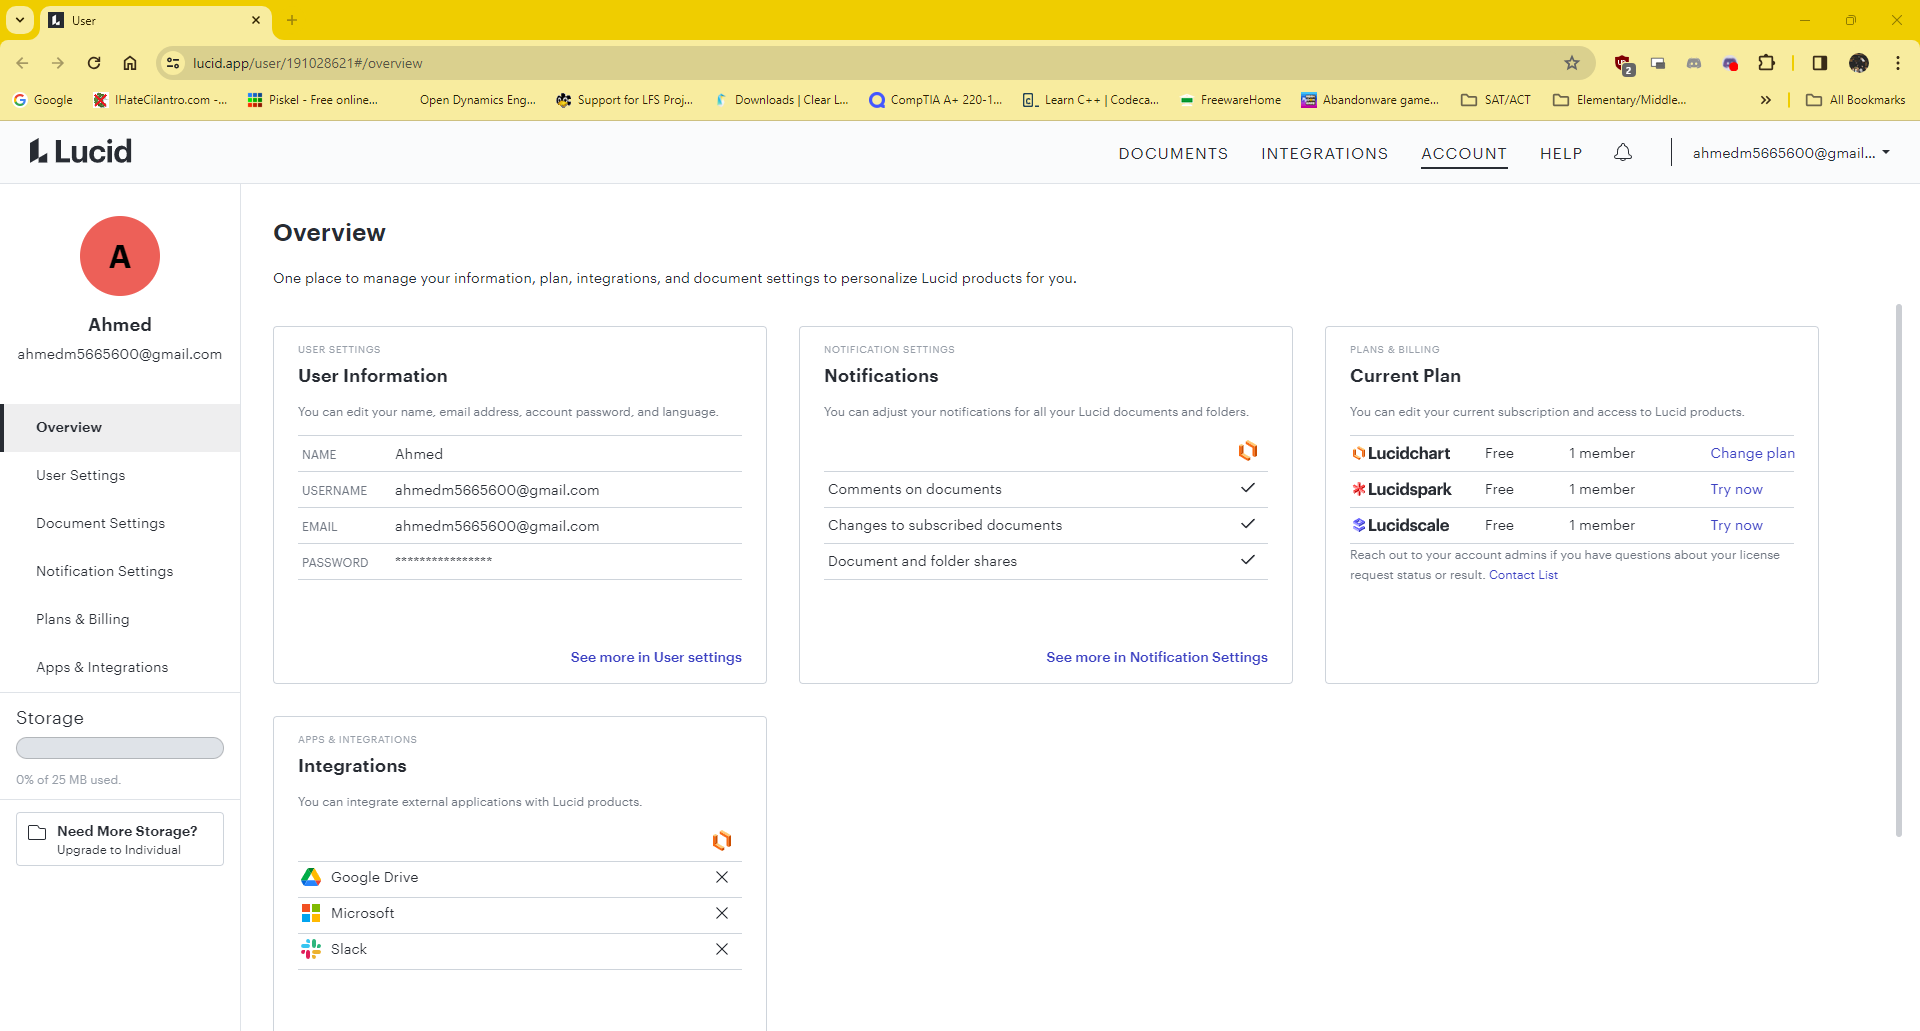 User
lucid.app/user/191028621#/overview
2
Google
IHateCilantro.com -...
Piskel - Free online...
Open Dynamics Eng...
Support for LFS Proj...
Downloads | Clear L...
CompTIA A+ 220-1...
Learn C++ | Codeca...
FreewareHome
Abandonware game...
SAT/ACT
Elementary/Middle...
All Bookmarks
Lucid
DOCUMENTS
INTEGRATIONS
ACCOUNT
HELP
ahmedm5665600@gmail...
A
Ahmed
ahmedm5665600@gmail.com
Overview
User Settings
Document Settings
Notification Settings
Plans & Billing
Apps & Integrations
Storage
0% of 25 MB used.
Need More Storage?
Upgrade to Individual
Overview
One place to manage your information, plan, integrations, and document settings to personalize Lucid products for you.
USER SETTINGS
User Information
You can edit your name, email address, account password, and language.
NAME Ahmed
USERNAME ahmedm5665600@gmail.com
EMAIL ahmedm5665600@gmail.com
PASSWORD ****************
See more in User settings
NOTIFICATION SETTINGS
Notifications
You can adjust your notifications for all your Lucid documents and folders.
Comments on documents
Changes to subscribed documents
Document and folder shares
See more in Notification Settings
PLANS & BILLING
Current Plan
You can edit your current subscription and access to Lucid products.
Lucidchart Free 1 member Change plan
Lucidspark Free 1 member Try now
Lucidscale Free 1 member Try now
Reach out to your account admins if you have questions about your license
request status or result. Contact List
APPS & INTEGRATIONS
Integrations
You can integrate external applications with Lucid products.
Google Drive
Microsoft
Slack